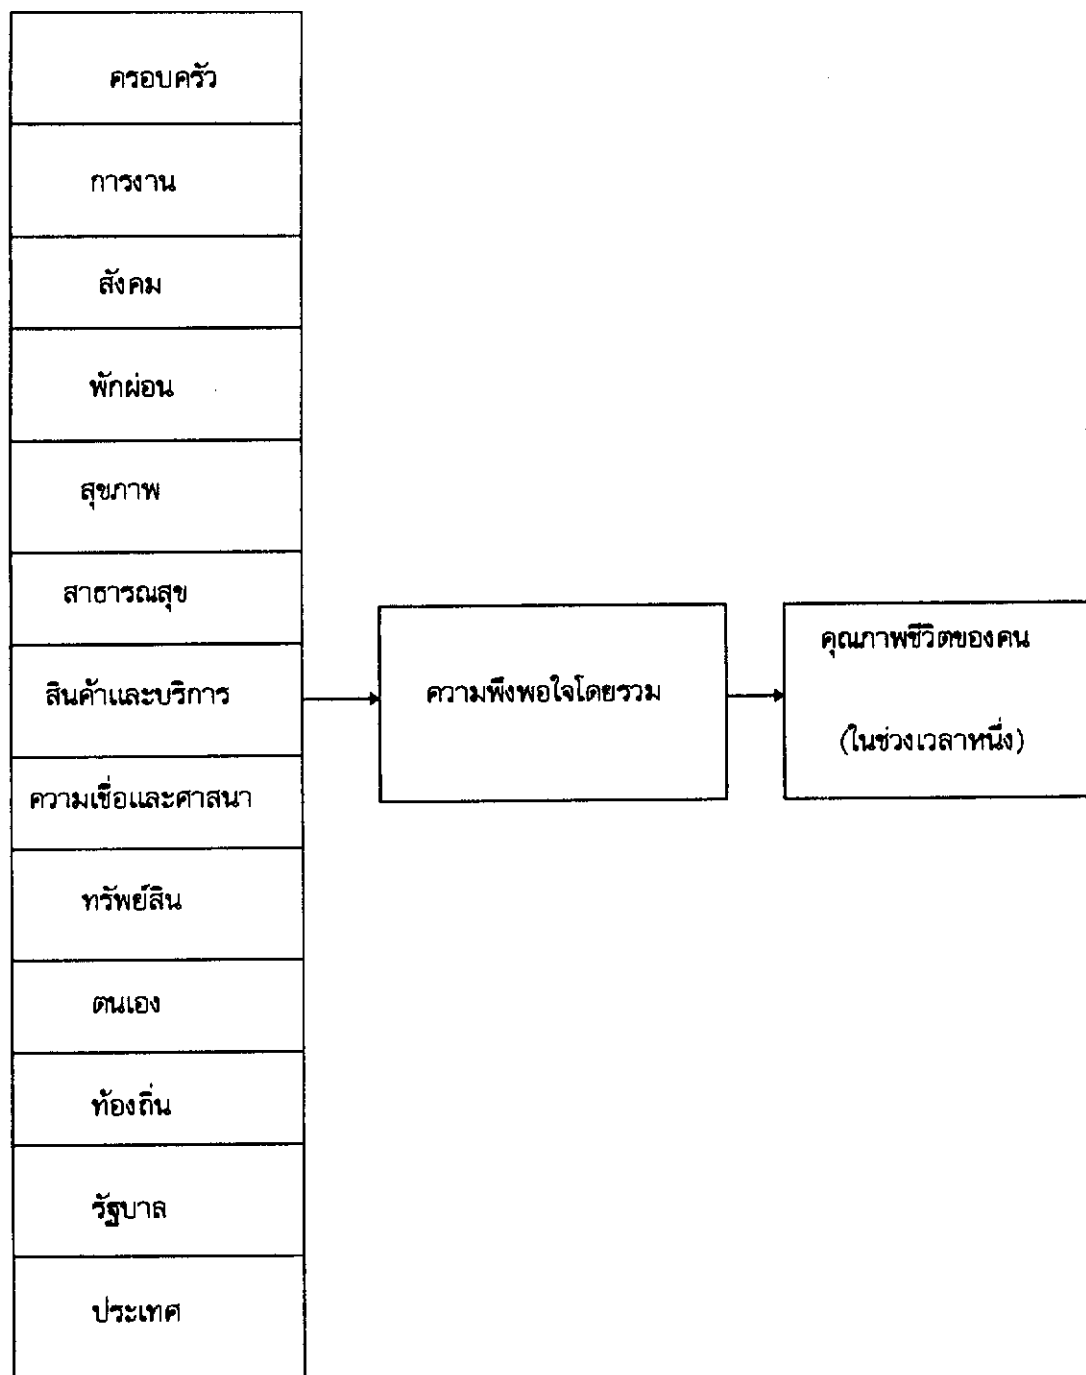 ครอบครัว
การงาน
สังคม
พักผ่อน
สุขภาพ
สาธารณสุข
สินค้าและบริการ
ความเชื่อและศาสนา
ทรัพย์สิน
ตนเอง
ท้องถิ่น
รัฐบาล
ประเทศ
ความพึงพอใจโดยรวม
คุณภาพชีวิตของคน
(ในช่วงเวลาหนึ่ง)